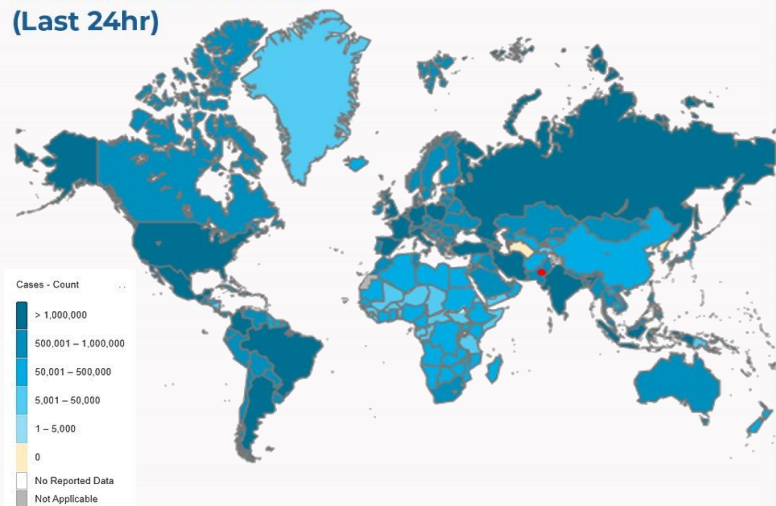 (Last 24hr)
Cases - Count
> 1,000,000
500,001 – 1,000,000
50,001 – 500,000
5,001 – 50,000
1 – 5,000
0
No Reported Data
Not Applicable